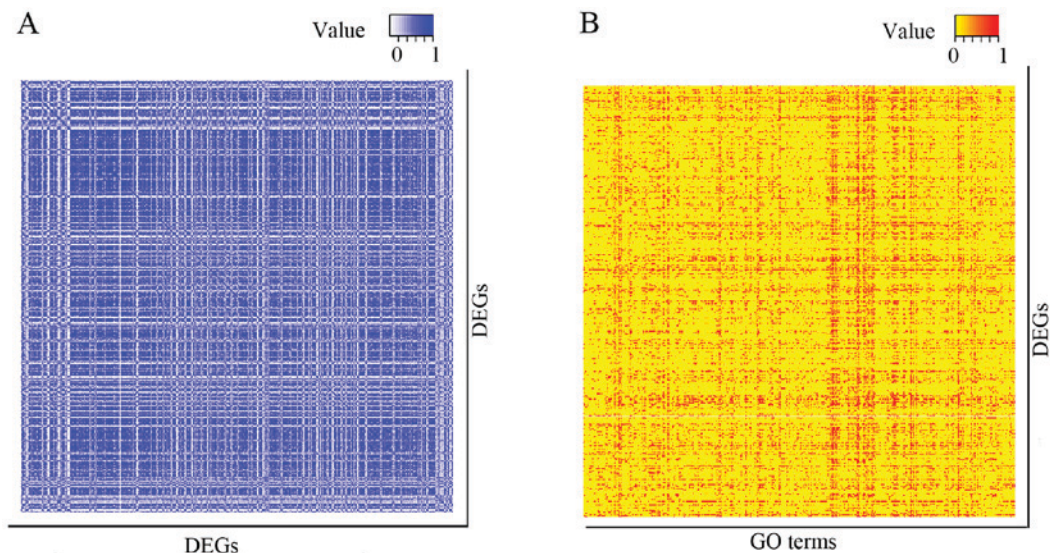 A
Value
0 1
DEGs
DEGs
B
Value
0 1
DEGs
GO terms